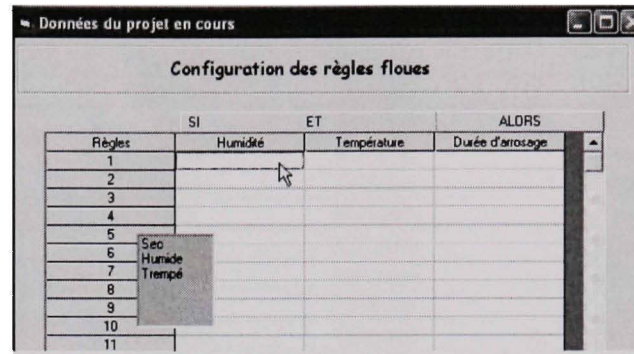 Données du projet en cours
Configuration des règles floues
SI ET ALORS
Règles Humidité Température Durée d'arrosage
1
2
3
4
5
Sec
6
Humide
7
Trempé
8
9
10
11